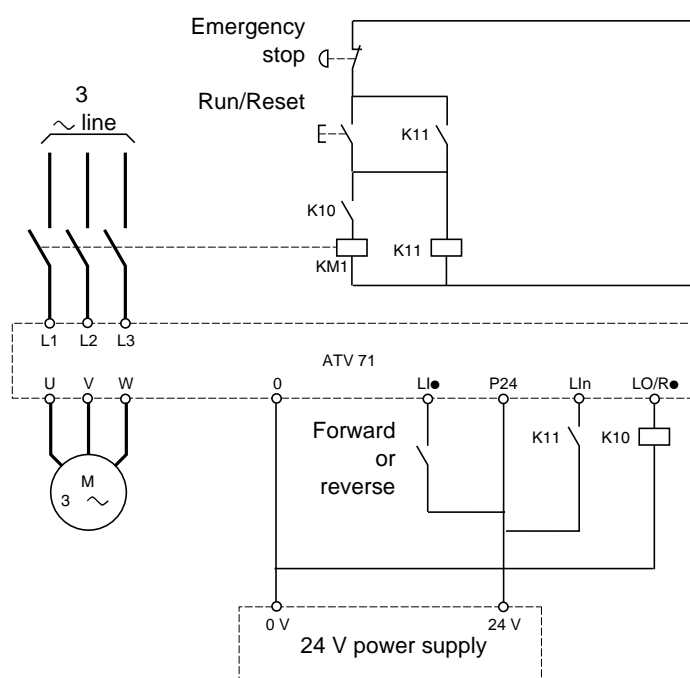 Emergency
stop
Run/Reset
K11
3
~ line
K10
KM1
K11
L1 L2 L3
ATV 71
U V W
0
LI●
P24
LIn
LO/R●
Forward
or
reverse
K11
K10
M
3 ~
0 V
24 V
24 V power supply